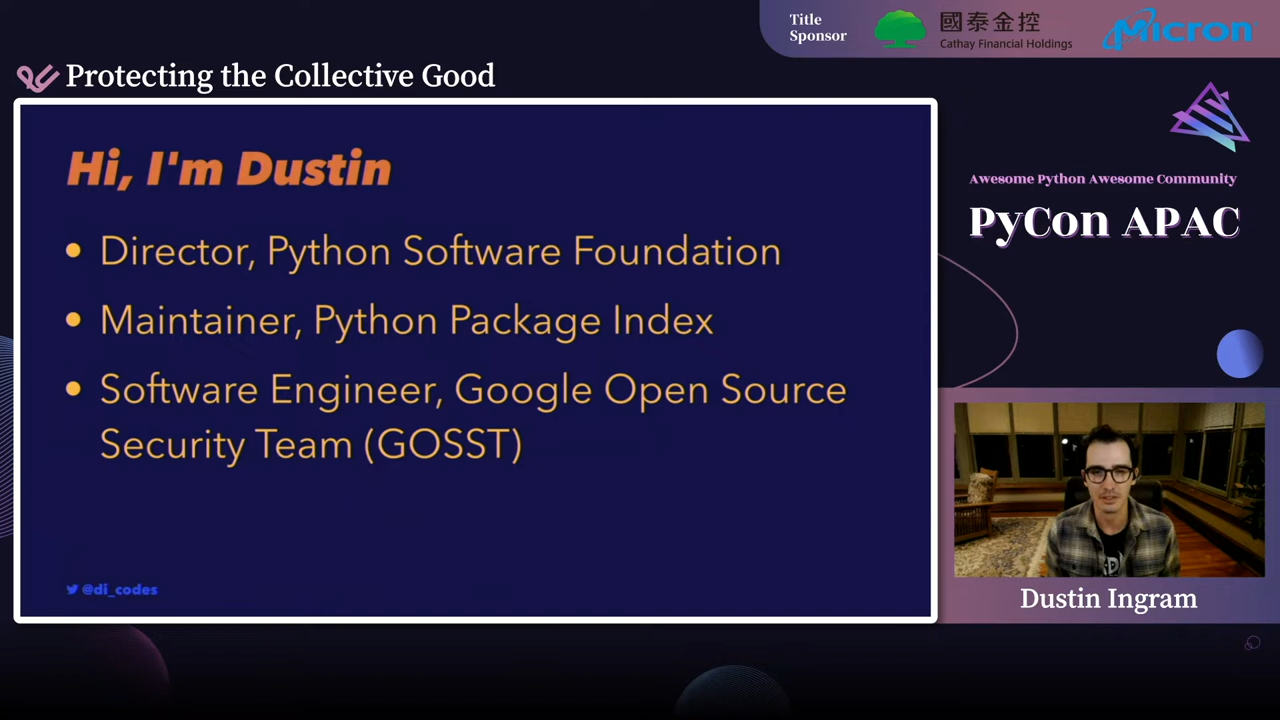 Title
Sponsor
國泰金控
Cathay Financial Holdings
Micron
Protecting the Collective Good
Hi, I'm Dustin
• Director, Python Software Foundation
• Maintainer, Python Package Index
• Software Engineer, Google Open Source
Security Team (GOSST)
@di_codes
Awesome Python Awesome Community
PyCon APAC
Dustin Ingram